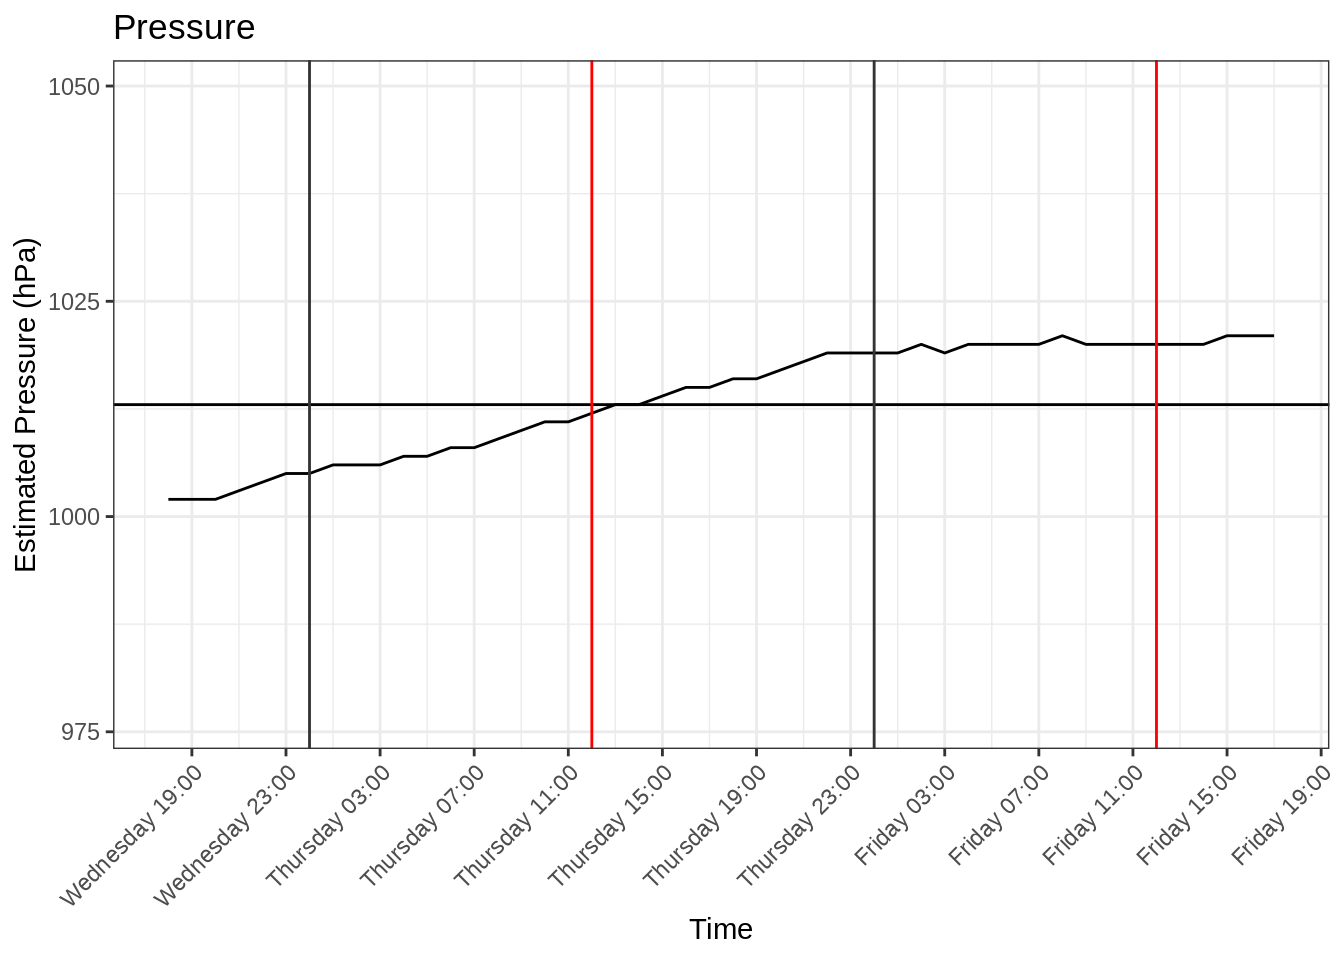 Pressure
Estimated Pressure (hPa)
1050
1025
1000
975
Wednesday 19:00
Wednesday 23:00
Thursday 03:00
Thursday 07:00
Thursday 11:00
Thursday 15:00
Thursday 19:00
Thursday 23:00
Friday 03:00
Friday 07:00
Friday 11:00
Friday 15:00
Friday 19:00
Time